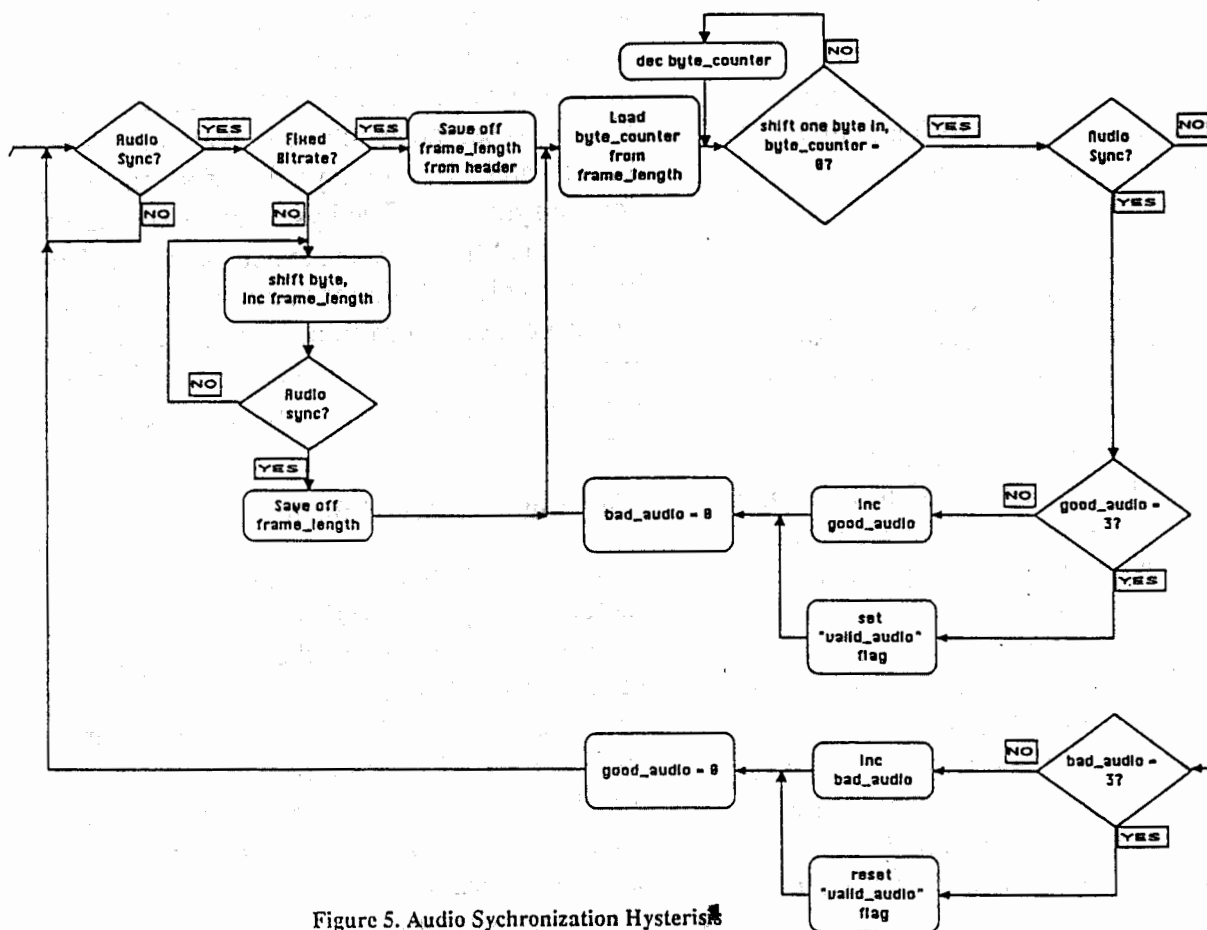 NO
dec byte_counter
Audio
Sync?
YES
Fixed
Bitrate?
YES
Save off
frame_length
from header
Load
byte_counter
from
frame_length
shift one byte in,
byte_counter =
0?
YES
Audio
Sync?
NO
NO
NO
YES
shift byte,
inc frame_length
NO
Audio
sync?
YES
Save off
frame_length
bad_audio = 0
inc
good_audio
NO
good_audio =
3?
YES
set
"valid_audio"
flag
good_audio = 0
inc
bad_audio
NO
bad_audio =
3?
YES
reset
"valid_audio"
flag
Figure 5. Audio Sychronization Hysterisis